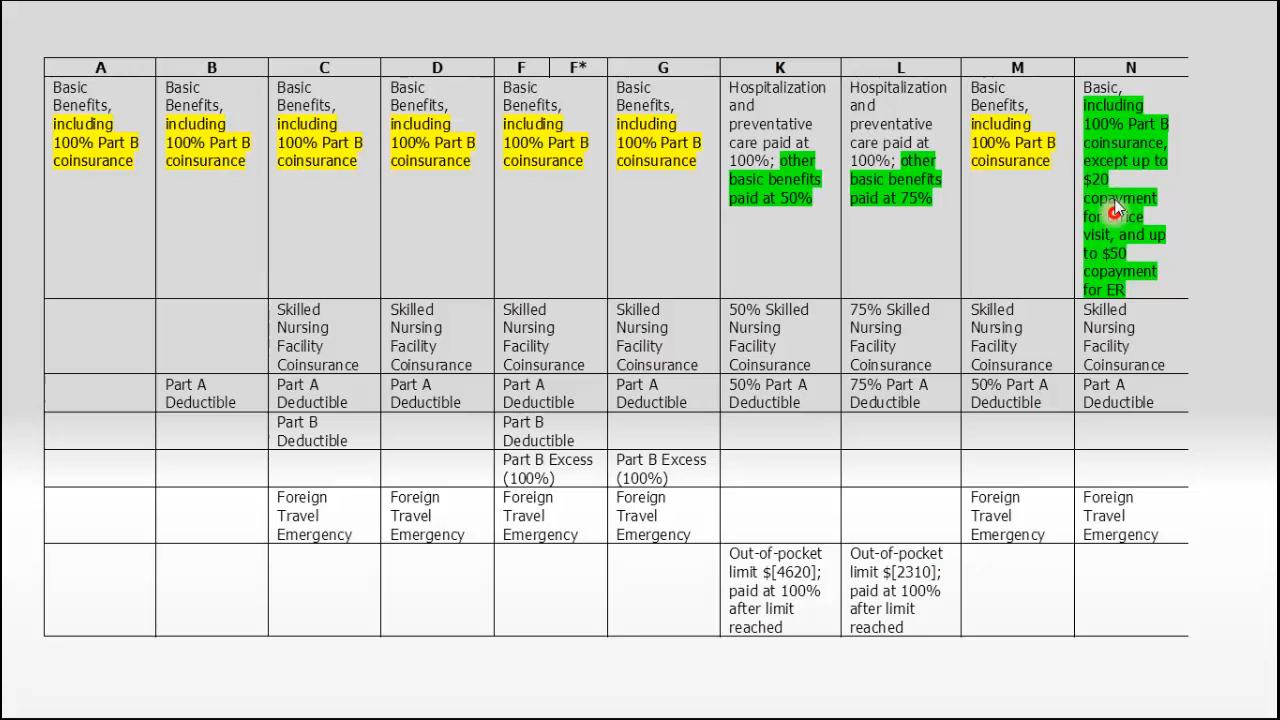 A B C D F F* G K L M N
Basic
Benefits,
including
100% Part B
coinsurance
Basic
Benefits,
including
100% Part B
coinsurance
Basic
Benefits,
including
100% Part B
coinsurance
Basic
Benefits,
including
100% Part B
coinsurance
Basic
Benefits,
including
100% Part B
coinsurance
Basic
Benefits,
including
100% Part B
coinsurance
Hospitalization
and
preventative
care paid at
100%; other
basic benefits
paid at 50%
Hospitalization
and
preventative
care paid at
100%; other
basic benefits
paid at 75%
Basic
Benefits,
including
100% Part B
coinsurance
Basic,
including
100% Part B
coinsurance,
except up to
$20
copayment
for office
visit, and up
to $50
copayment
for ER
Skilled
Nursing
Facility
Coinsurance
Skilled
Nursing
Facility
Coinsurance
Skilled
Nursing
Facility
Coinsurance
Skilled
Nursing
Facility
Coinsurance
50% Skilled
Nursing
Facility
Coinsurance
75% Skilled
Nursing
Facility
Coinsurance
Skilled
Nursing
Facility
Coinsurance
Skilled
Nursing
Facility
Coinsurance
Part A
Deductible
Part A
Deductible
Part A
Deductible
Part A
Deductible
Part A
Deductible
50% Part A
Deductible
75% Part A
Deductible
50% Part A
Deductible
Part A
Deductible
Part B
Deductible
Part B
Deductible
Part B Excess
(100%)
Part B Excess
(100%)
Foreign
Travel
Emergency
Foreign
Travel
Emergency
Foreign
Travel
Emergency
Foreign
Travel
Emergency
Foreign
Travel
Emergency
Foreign
Travel
Emergency
Out-of-pocket
limit $[4620];
paid at 100%
after limit
reached
Out-of-pocket
limit $[2310];
paid at 100%
after limit
reached